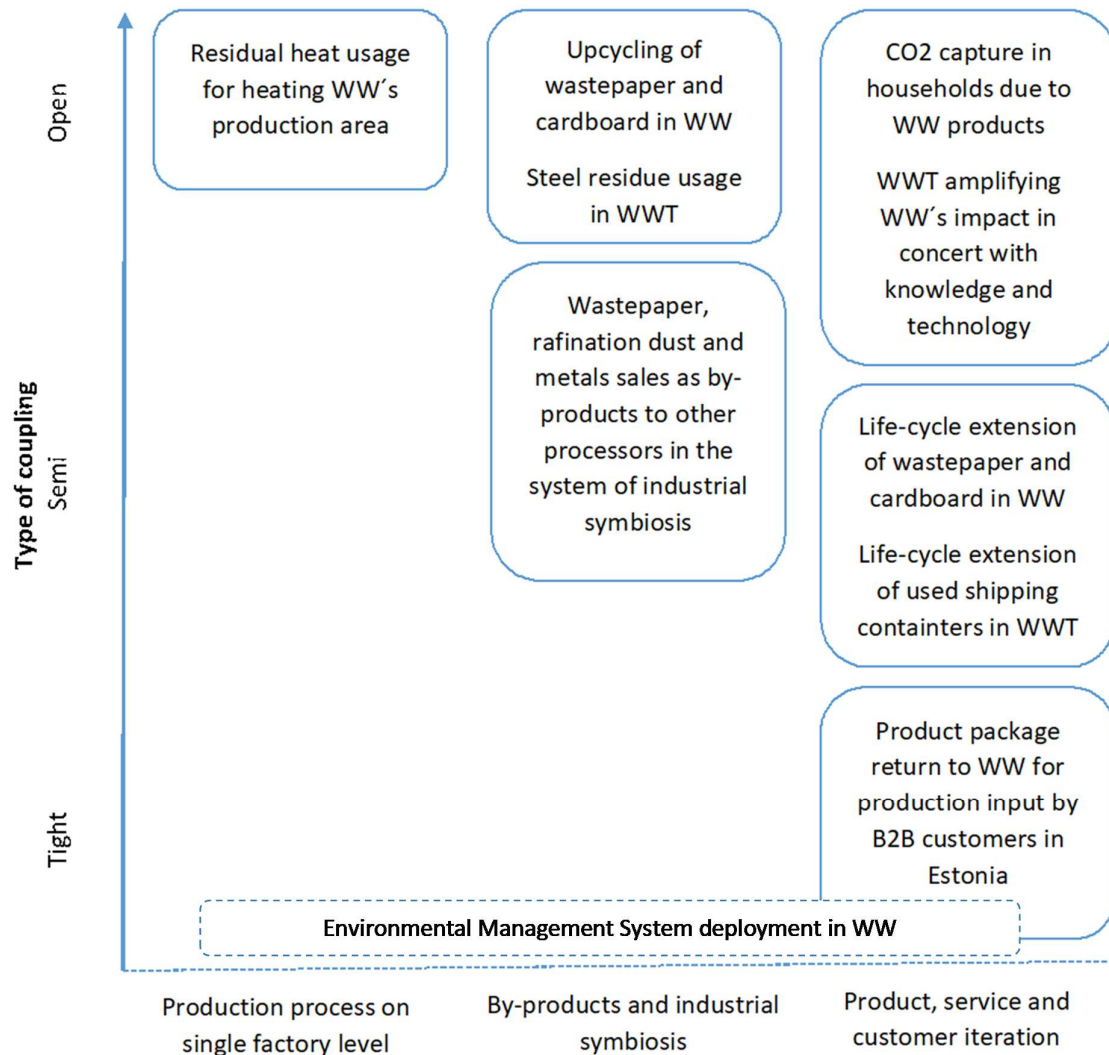 Type of coupling
Open
Semi
Tight
Residual heat usage
for heating WW´s
production area
Upcycling of
wastepaper and
cardboard in WW
Steel residue usage
in WWT
CO2 capture in
households due to
WW products
WWT amplifying
WW´s impact in
concert with
knowledge and
technology
Wastepaper,
rafination dust and
metals sales as by-
products to other
processors in the
system of industrial
symbiosis
Life-cycle extension
of wastepaper and
cardboard in WW
Life-cycle extension
of used shipping
containters in WWT
Product package
return to WW for
production input by
B2B customers in
Estonia
Environmental Management System deployment in WW
Production process on
single factory level
By-products and industrial
symbiosis
Product, service and
customer iteration